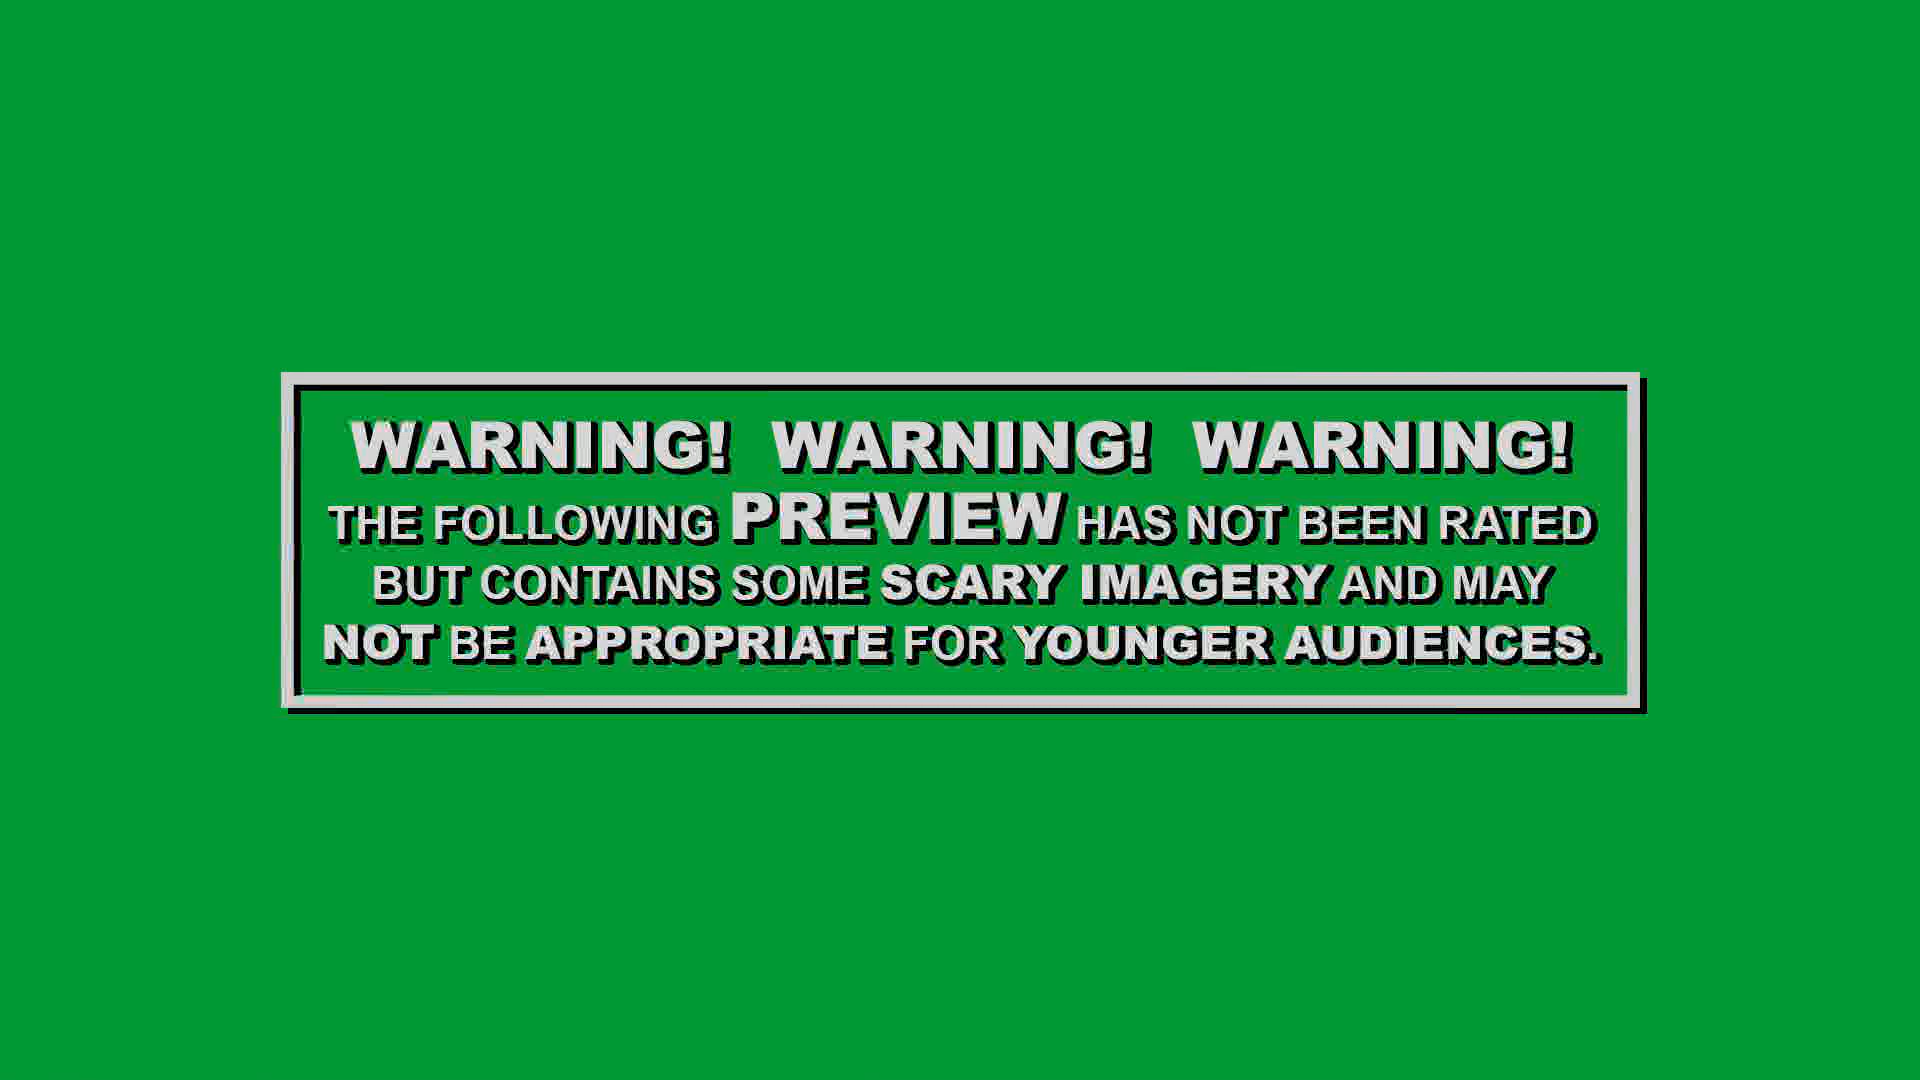 WARNING! WARNING! WARNING!
THE FOLLOWING PREVIEW HAS NOT BEEN RATED
BUT CONTAINS SOME SCARY IMAGERY AND MAY
NOT BE APPROPRIATE FOR YOUNGER AUDIENCES.